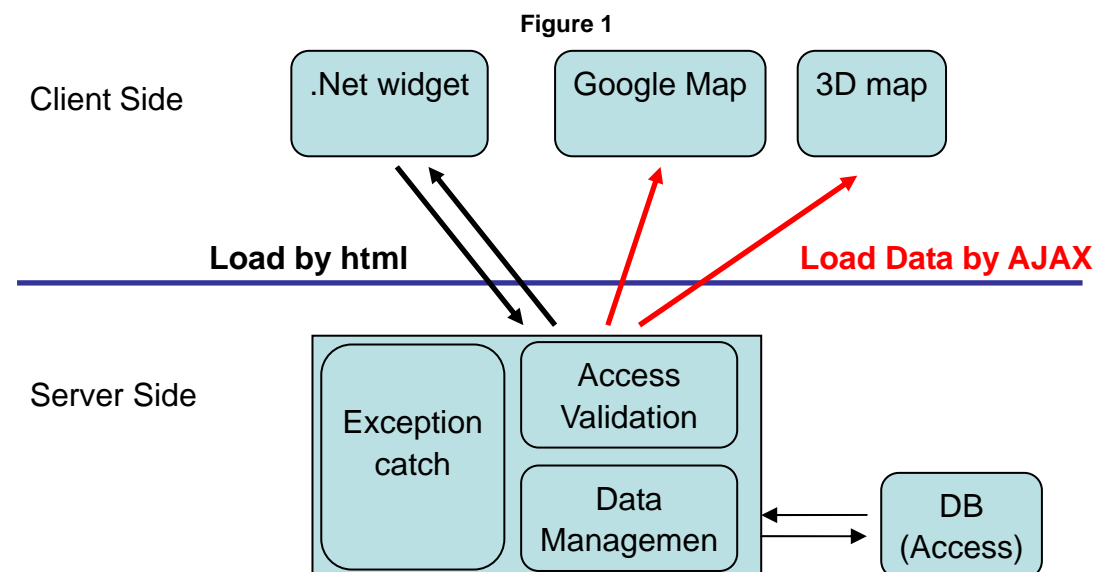 Figure 1
Client Side
.Net widget
Google Map
3D map
Load by html
Load Data by AJAX
Server Side
Exception
catch
Access
Validation
Data
Managemen
DB
(Access)